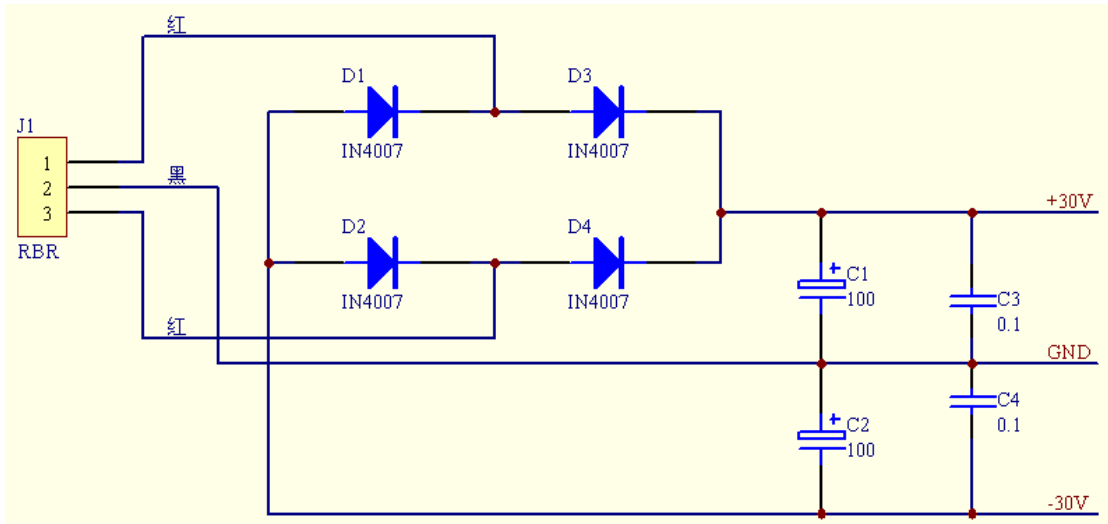 红
D1
D3
J1
IN4007
IN4007
1
黑
2
3
+30V
D2
D4
RBR
C1
100
IN4007
IN4007
C3
0.1
红
GND
C4
C2
0.1
100
-30V